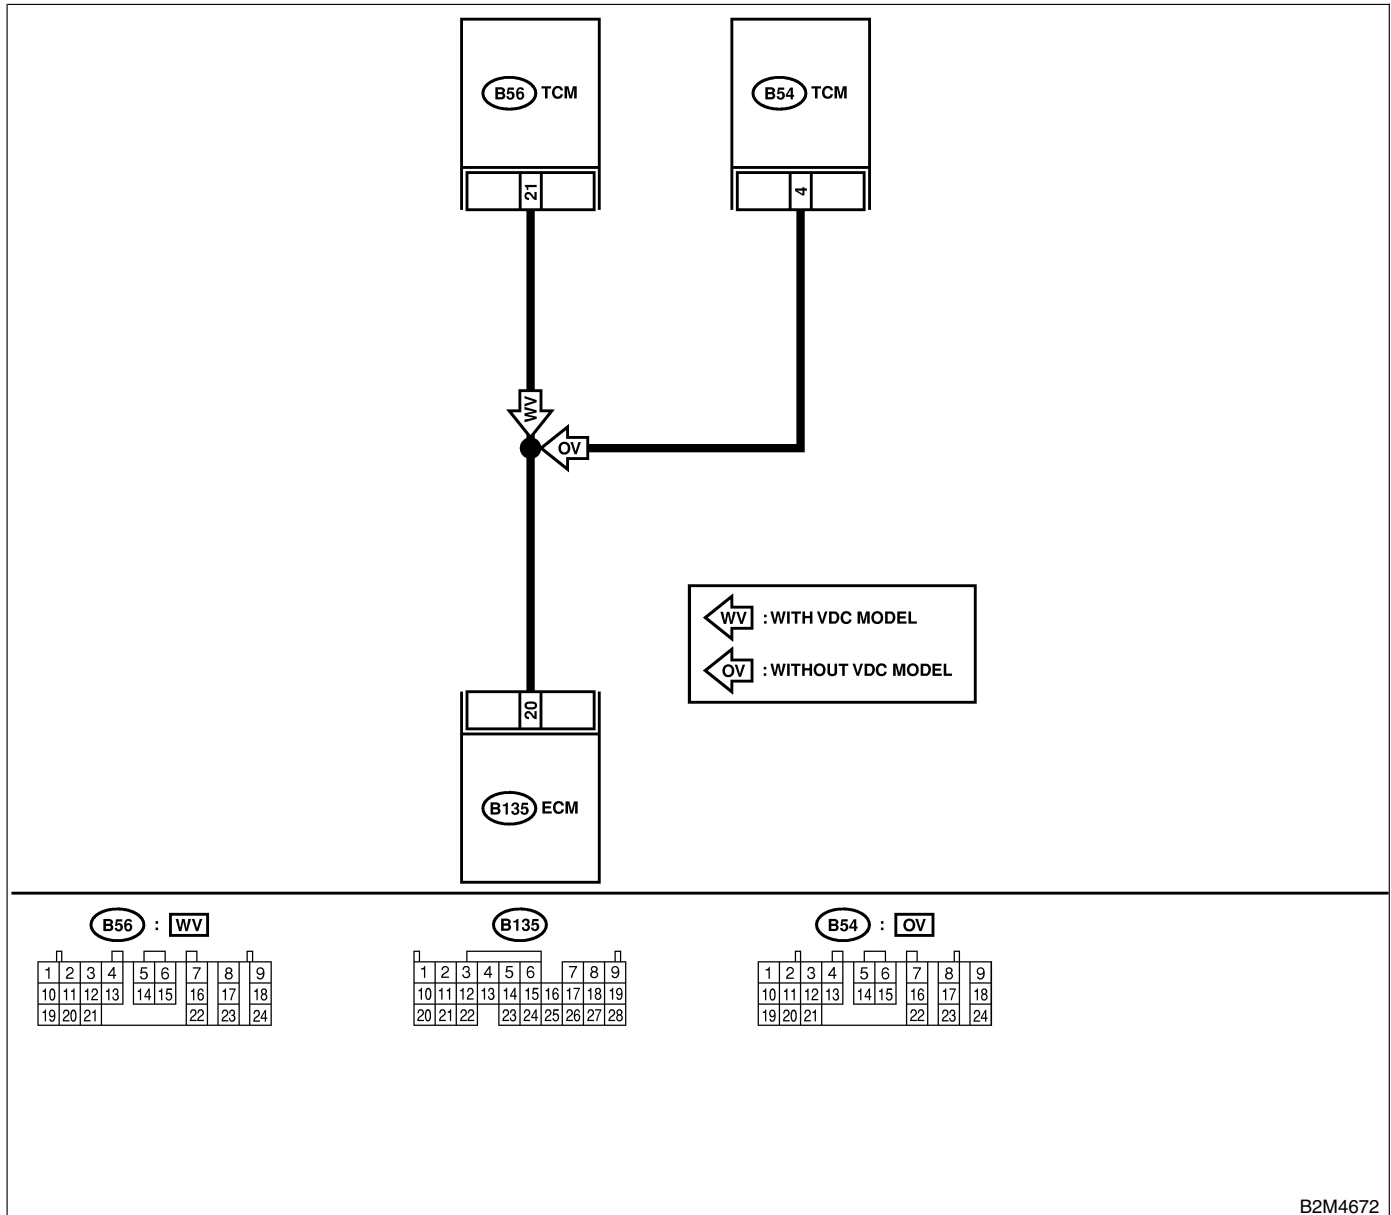 B56 TCM
B54 TCM
21
4
WV
OV
WV : WITH VDC MODEL
OV : WITHOUT VDC MODEL
20
B135 ECM
B56 : WV
B135
B54 : OV
1 2 3 4 5 6 7 8 9
10 11 12 13 14 15 16 17 18
19 20 21 22 23 24
1 2 3 4 5 6 7 8 9
10 11 12 13 14 15 16 17 18 19
20 21 22 23 24 25 26 27 28
1 2 3 4 5 6 7 8 9
10 11 12 13 14 15 16 17 18
19 20 21 22 23 24
B2M4672